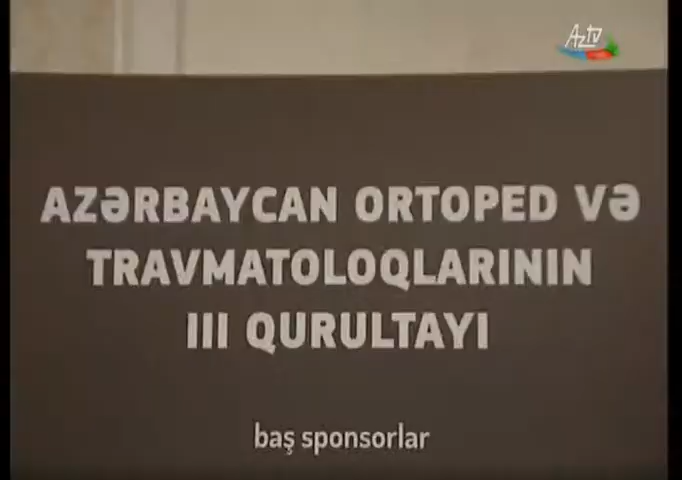 AzTV
AZƏRBAYCAN ORTOPED VƏ
TRAVMATOLOQLARININ
III QURULTAYI
baş sponsorlar